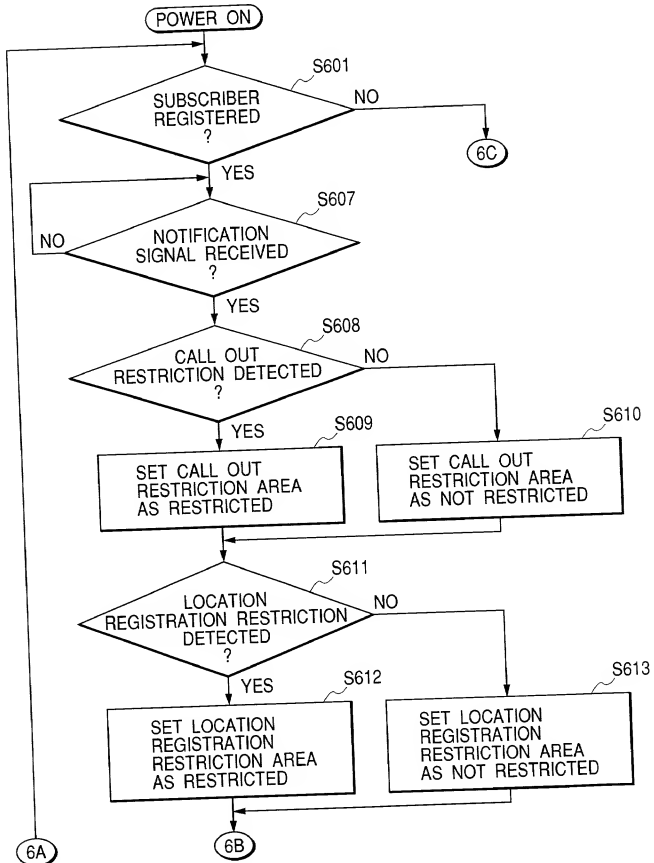 POWER ON
S601
SUBSCRIBER
REGISTERED
?
NO
6C
YES
S607
NOTIFICATION
SIGNAL RECEIVED
?
NO
YES
S608
CALL OUT
RESTRICTION DETECTED
?
NO
YES
S609
SET CALL OUT
RESTRICTION AREA
AS RESTRICTED
S610
SET CALL OUT
RESTRICTION AREA
AS NOT RESTRICTED
S611
LOCATION
REGISTRATION RESTRICTION
DETECTED
?
NO
YES
S612
SET LOCATION
REGISTRATION
RESTRICTION AREA
AS RESTRICTED
S613
SET LOCATION
REGISTRATION
RESTRICTION AREA
AS NOT RESTRICTED
6A
6B